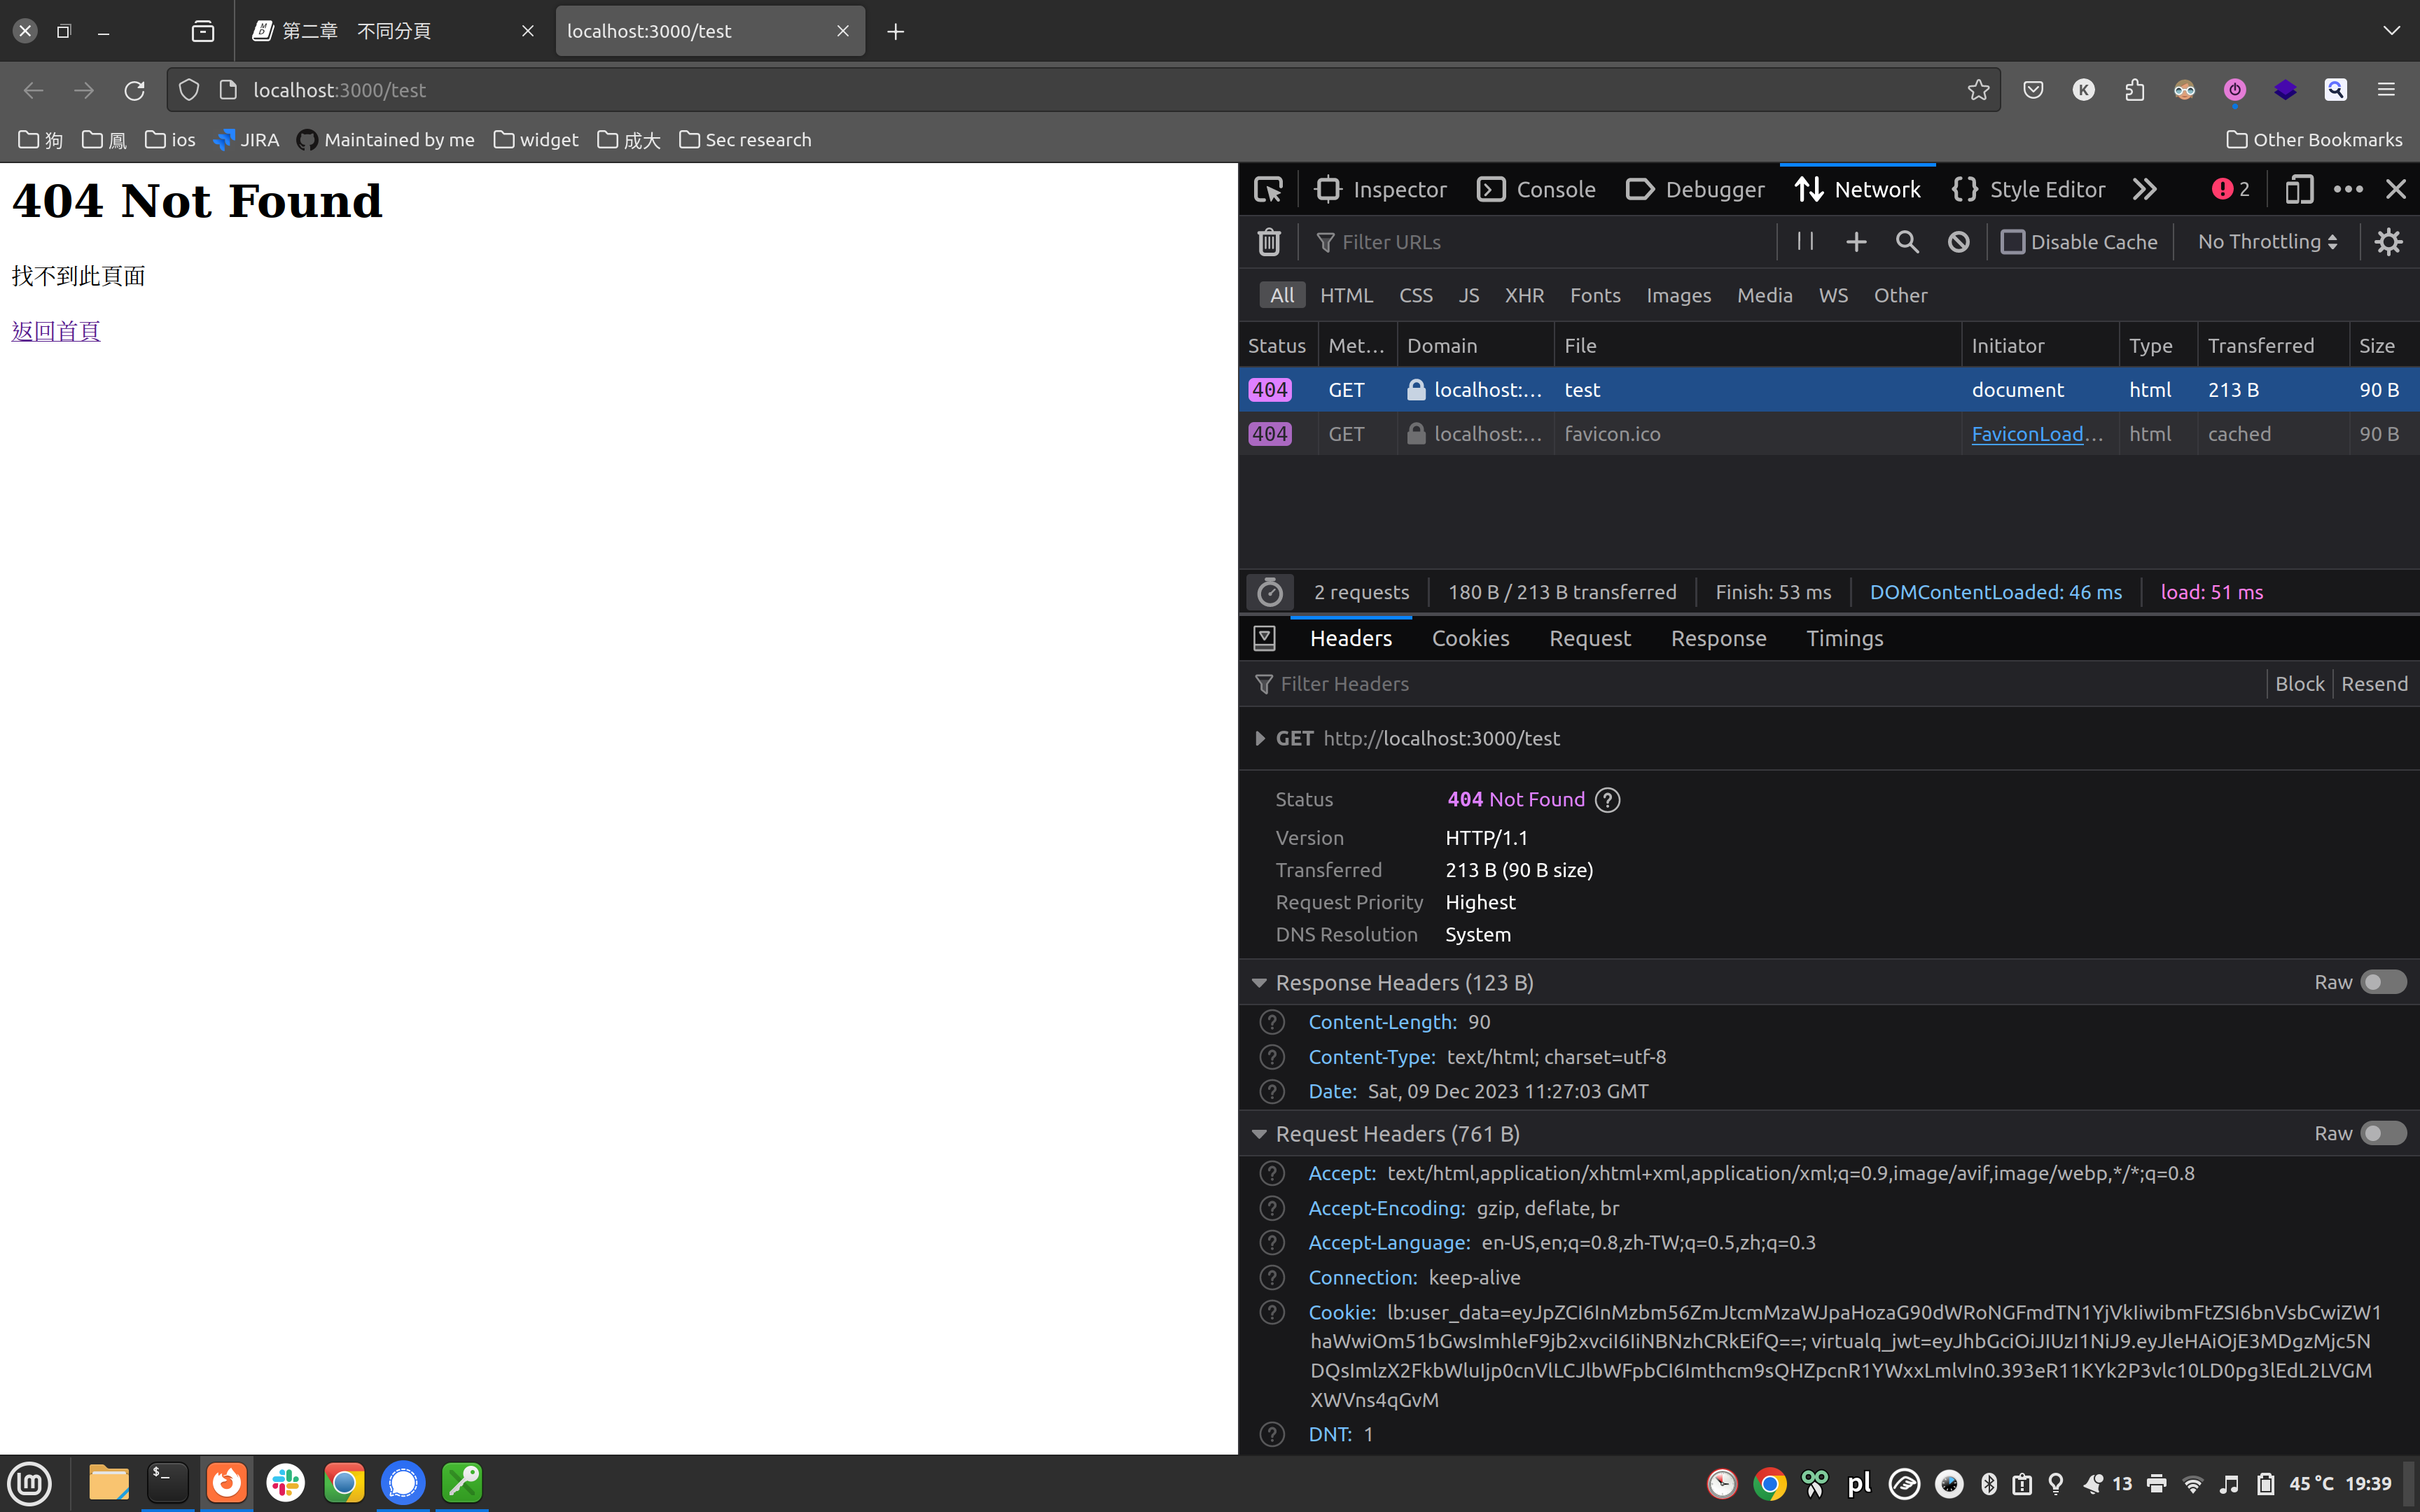 第二章 不同分頁
localhost:3000/test
localhost:3000/test
狗 鳳 ios JIRA Maintained by me widget 成大 Sec research Other Bookmarks
404 Not Found
找不到此頁面
返回首頁
Inspector Console Debugger Network Style Editor 2
Filter URLs Disable Cache No Throttling
All HTML CSS JS XHR Fonts Images Media WS Other
Status Met... Domain File Initiator Type Transferred Size
404 GET localhost:... test document html 213 B 90 B
404 GET localhost:... favicon.ico FaviconLoad... html cached 90 B
2 requests 180 B / 213 B transferred Finish: 53 ms DOMContentLoaded: 46 ms load: 51 ms
Headers Cookies Request Response Timings
Filter Headers Block Resend
GET http://localhost:3000/test
Status 404 Not Found ?
Version HTTP/1.1
Transferred 213 B (90 B size)
Request Priority Highest
DNS Resolution System
Response Headers (123 B) Raw
? Content-Length: 90
? Content-Type: text/html; charset=utf-8
? Date: Sat, 09 Dec 2023 11:27:03 GMT
Request Headers (761 B) Raw
? Accept: text/html,application/xhtml+xml,application/xml;q=0.9,image/avif,image/webp,*/*;q=0.8
? Accept-Encoding: gzip, deflate, br
? Accept-Language: en-US,en;q=0.8,zh-TW;q=0.5,zh;q=0.3
? Connection: keep-alive
? Cookie: lb:user_data=eyJpZCI6InMzbm56ZmJtcmMzaWJpaHozaG90dWRoNGFmdTN1YjVkIiwibmFtZSI6bnVsbCwiZW1
haWwiOm51bGwsImhleF9jb2xvciI6IiNBNzhCRkEifQ==; virtualq_jwt=eyJhbGciOiJIUzI1NiJ9.eyJleHAiOjE3MDgzMjc5N
DQsImlzX2FkbWluIjp0cnVlLCJlbWFpbCI6Imthcm9sQHZpcnR1YWxxLmlvIn0.393eR11KYk2P3vlc10LD0pg3lEdL2LVGM
XWVns4qGvM
? DNT: 1
pl 13 45 °C 19:39